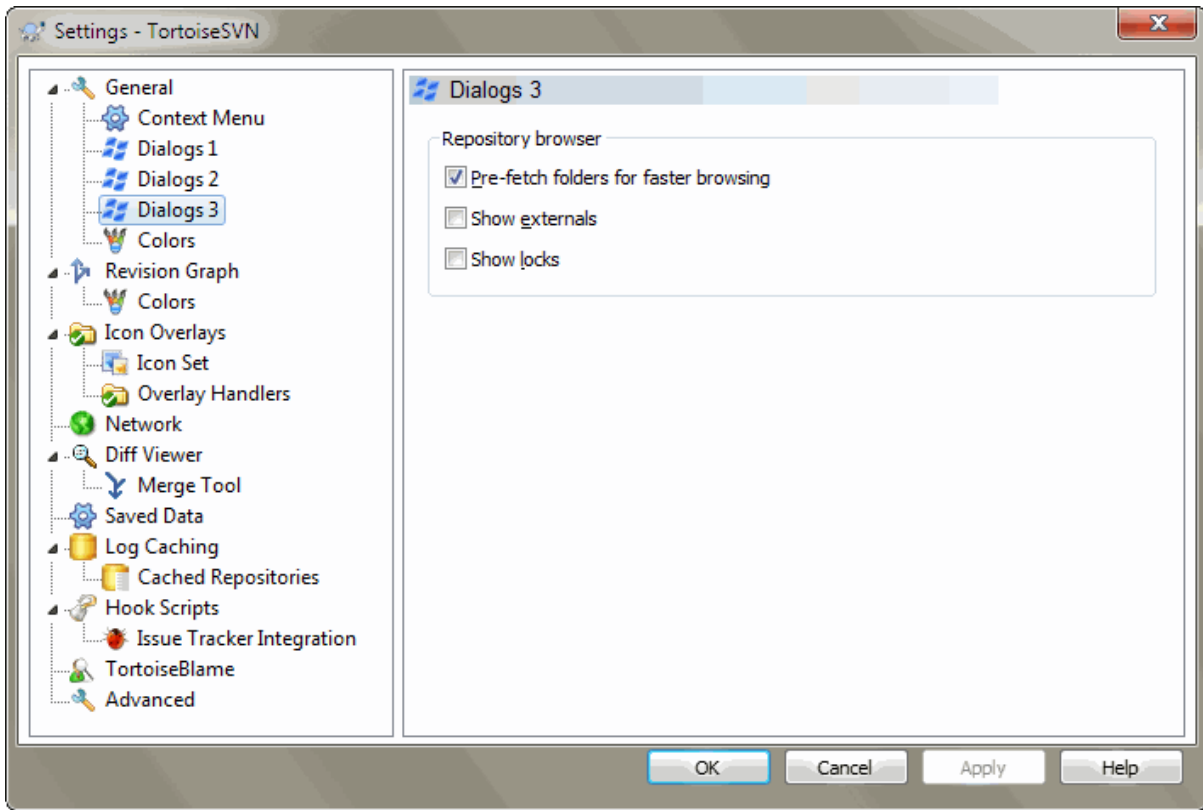 Settings - TortoiseSVN
General
Context Menu
Dialogs 1
Dialogs 2
Dialogs 3
Colors
Revision Graph
Colors
Icon Overlays
Icon Set
Overlay Handlers
Network
Diff Viewer
Merge Tool
Saved Data
Log Caching
Cached Repositories
Hook Scripts
Issue Tracker Integration
TortoiseBlame
Advanced
Dialogs 3
Repository browser
Pre-fetch folders for faster browsing
Show externals
Show locks
OK Cancel Apply Help